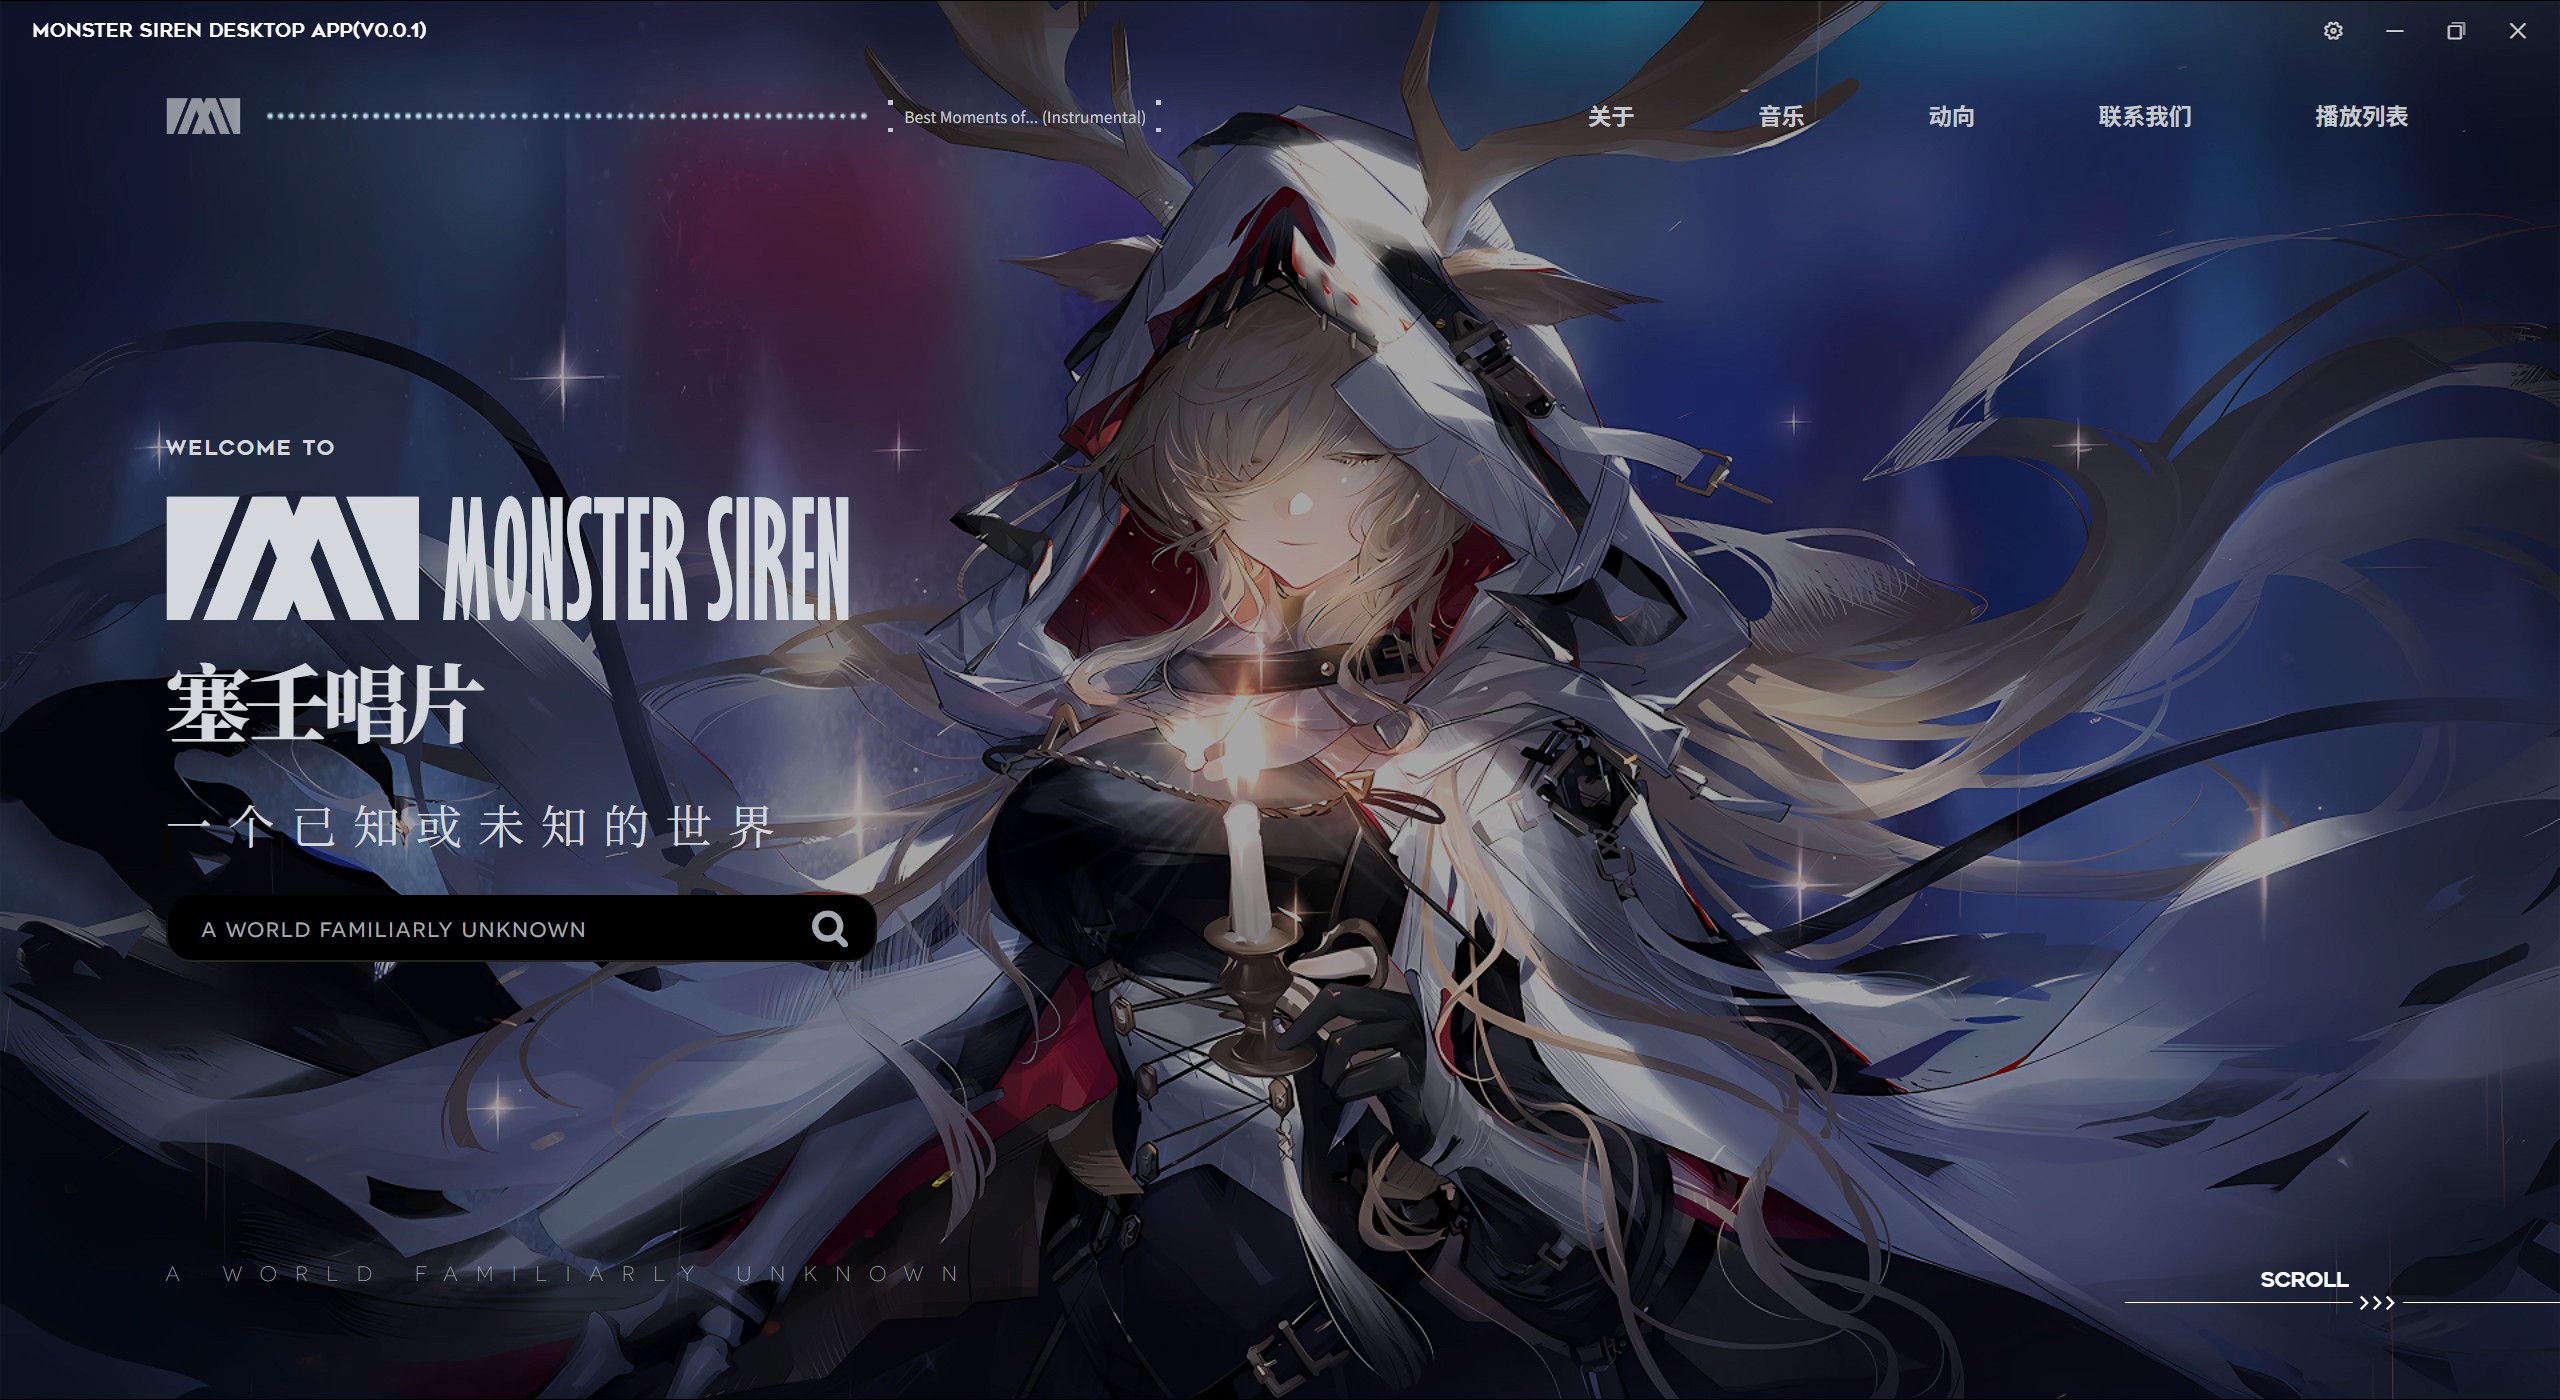 MONSTER SIREN DESKTOP APP(V0.0.1)
Best Moments of... (Instrumental)
关于
音乐
动向
联系我们
播放列表
WELCOME TO
MONSTER SIREN
塞壬唱片
一个已知或未知的世界
A WORLD FAMILIARLY UNKNOWN
A WORLD FAMILIARLY UNKNOWN
SCROLL